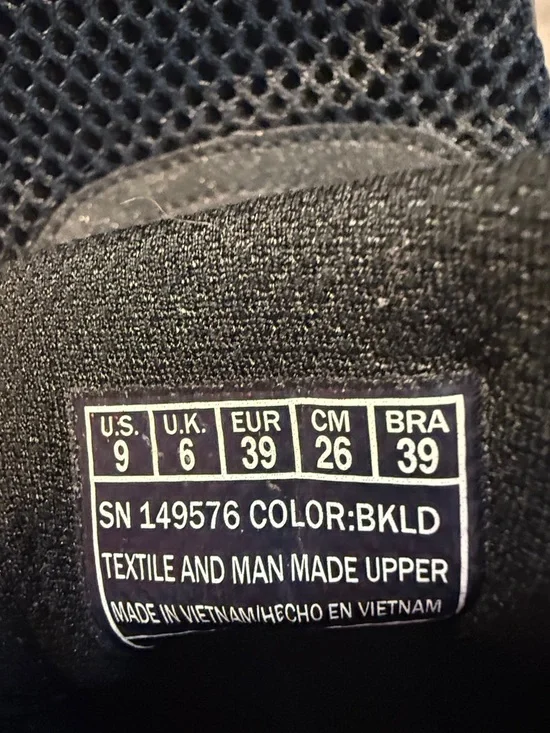 U.S. U.K. EUR CM BRA
9 6 39 26 39
SN 149576 COLOR:BKLD
TEXTILE AND MAN MADE UPPER
MADE IN VIETNAM/HECHO EN VIETNAM